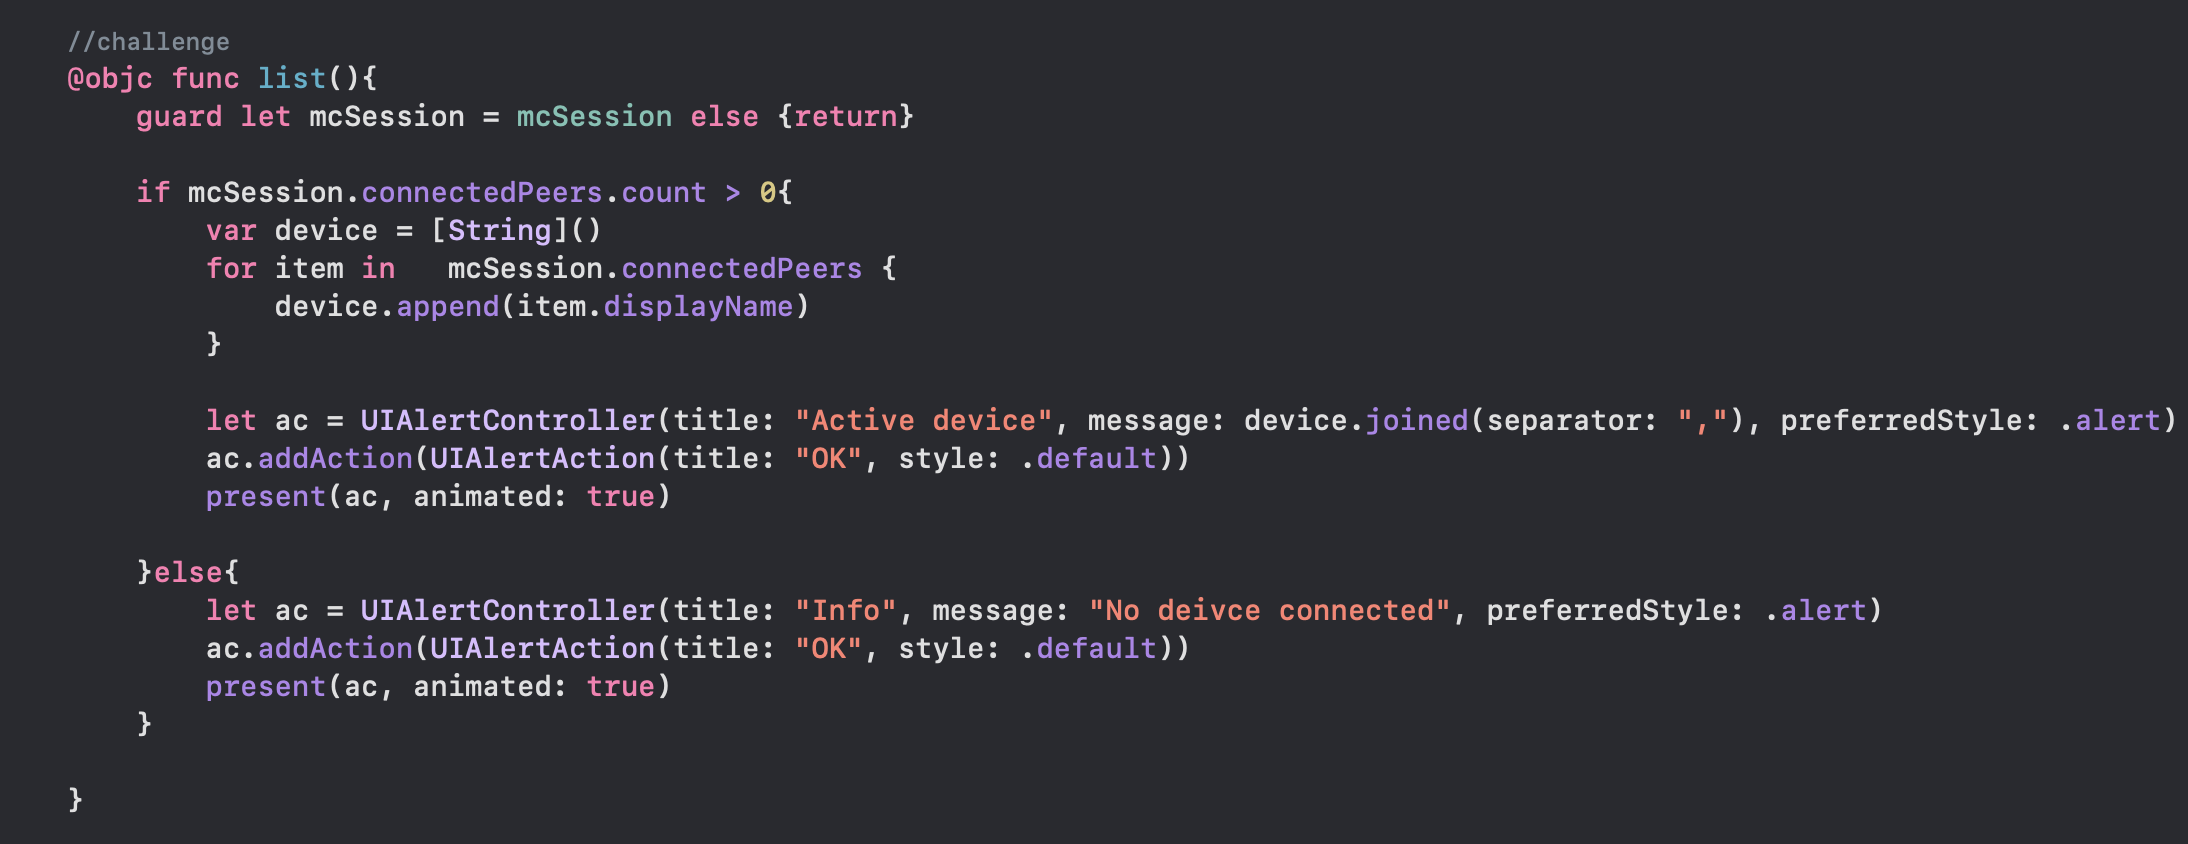 //challenge
@objc func list(){
    guard let mcSession = mcSession else {return}
    if mcSession.connectedPeers.count > 0{
        var device = [String]()
        for item in   mcSession.connectedPeers {
            device.append(item.displayName)
        }
        let ac = UIAlertController(title: "Active device", message: device.joined(separator: ","), preferredStyle: .alert)
        ac.addAction(UIAlertAction(title: "OK", style: .default))
        present(ac, animated: true)
    }else{
        let ac = UIAlertController(title: "Info", message: "No deivce connected", preferredStyle: .alert)
        ac.addAction(UIAlertAction(title: "OK", style: .default))
        present(ac, animated: true)
    }
}